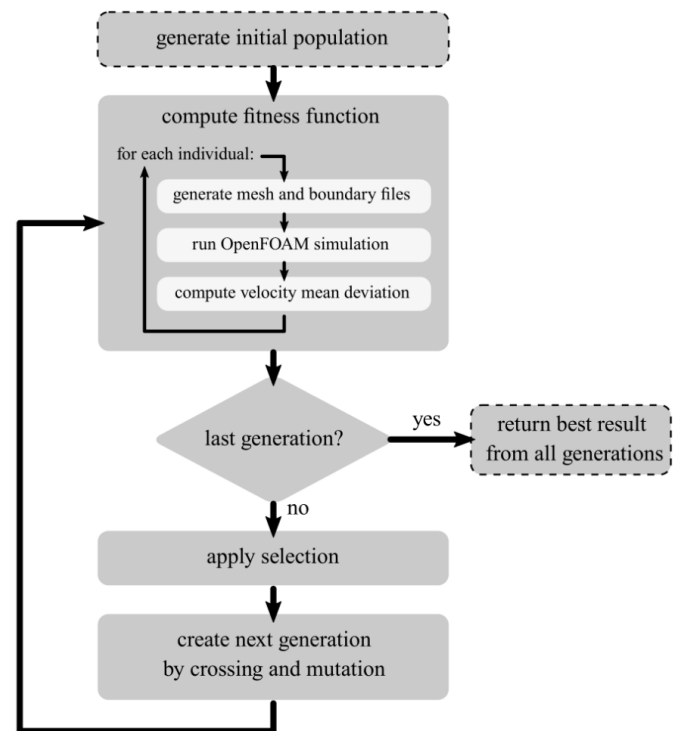 generate initial population
compute fitness function
for each individual:
generate mesh and boundary files
run OpenFOAM simulation
compute velocity mean deviation
last generation?
yes
return best result
from all generations
no
apply selection
create next generation
by crossing and mutation